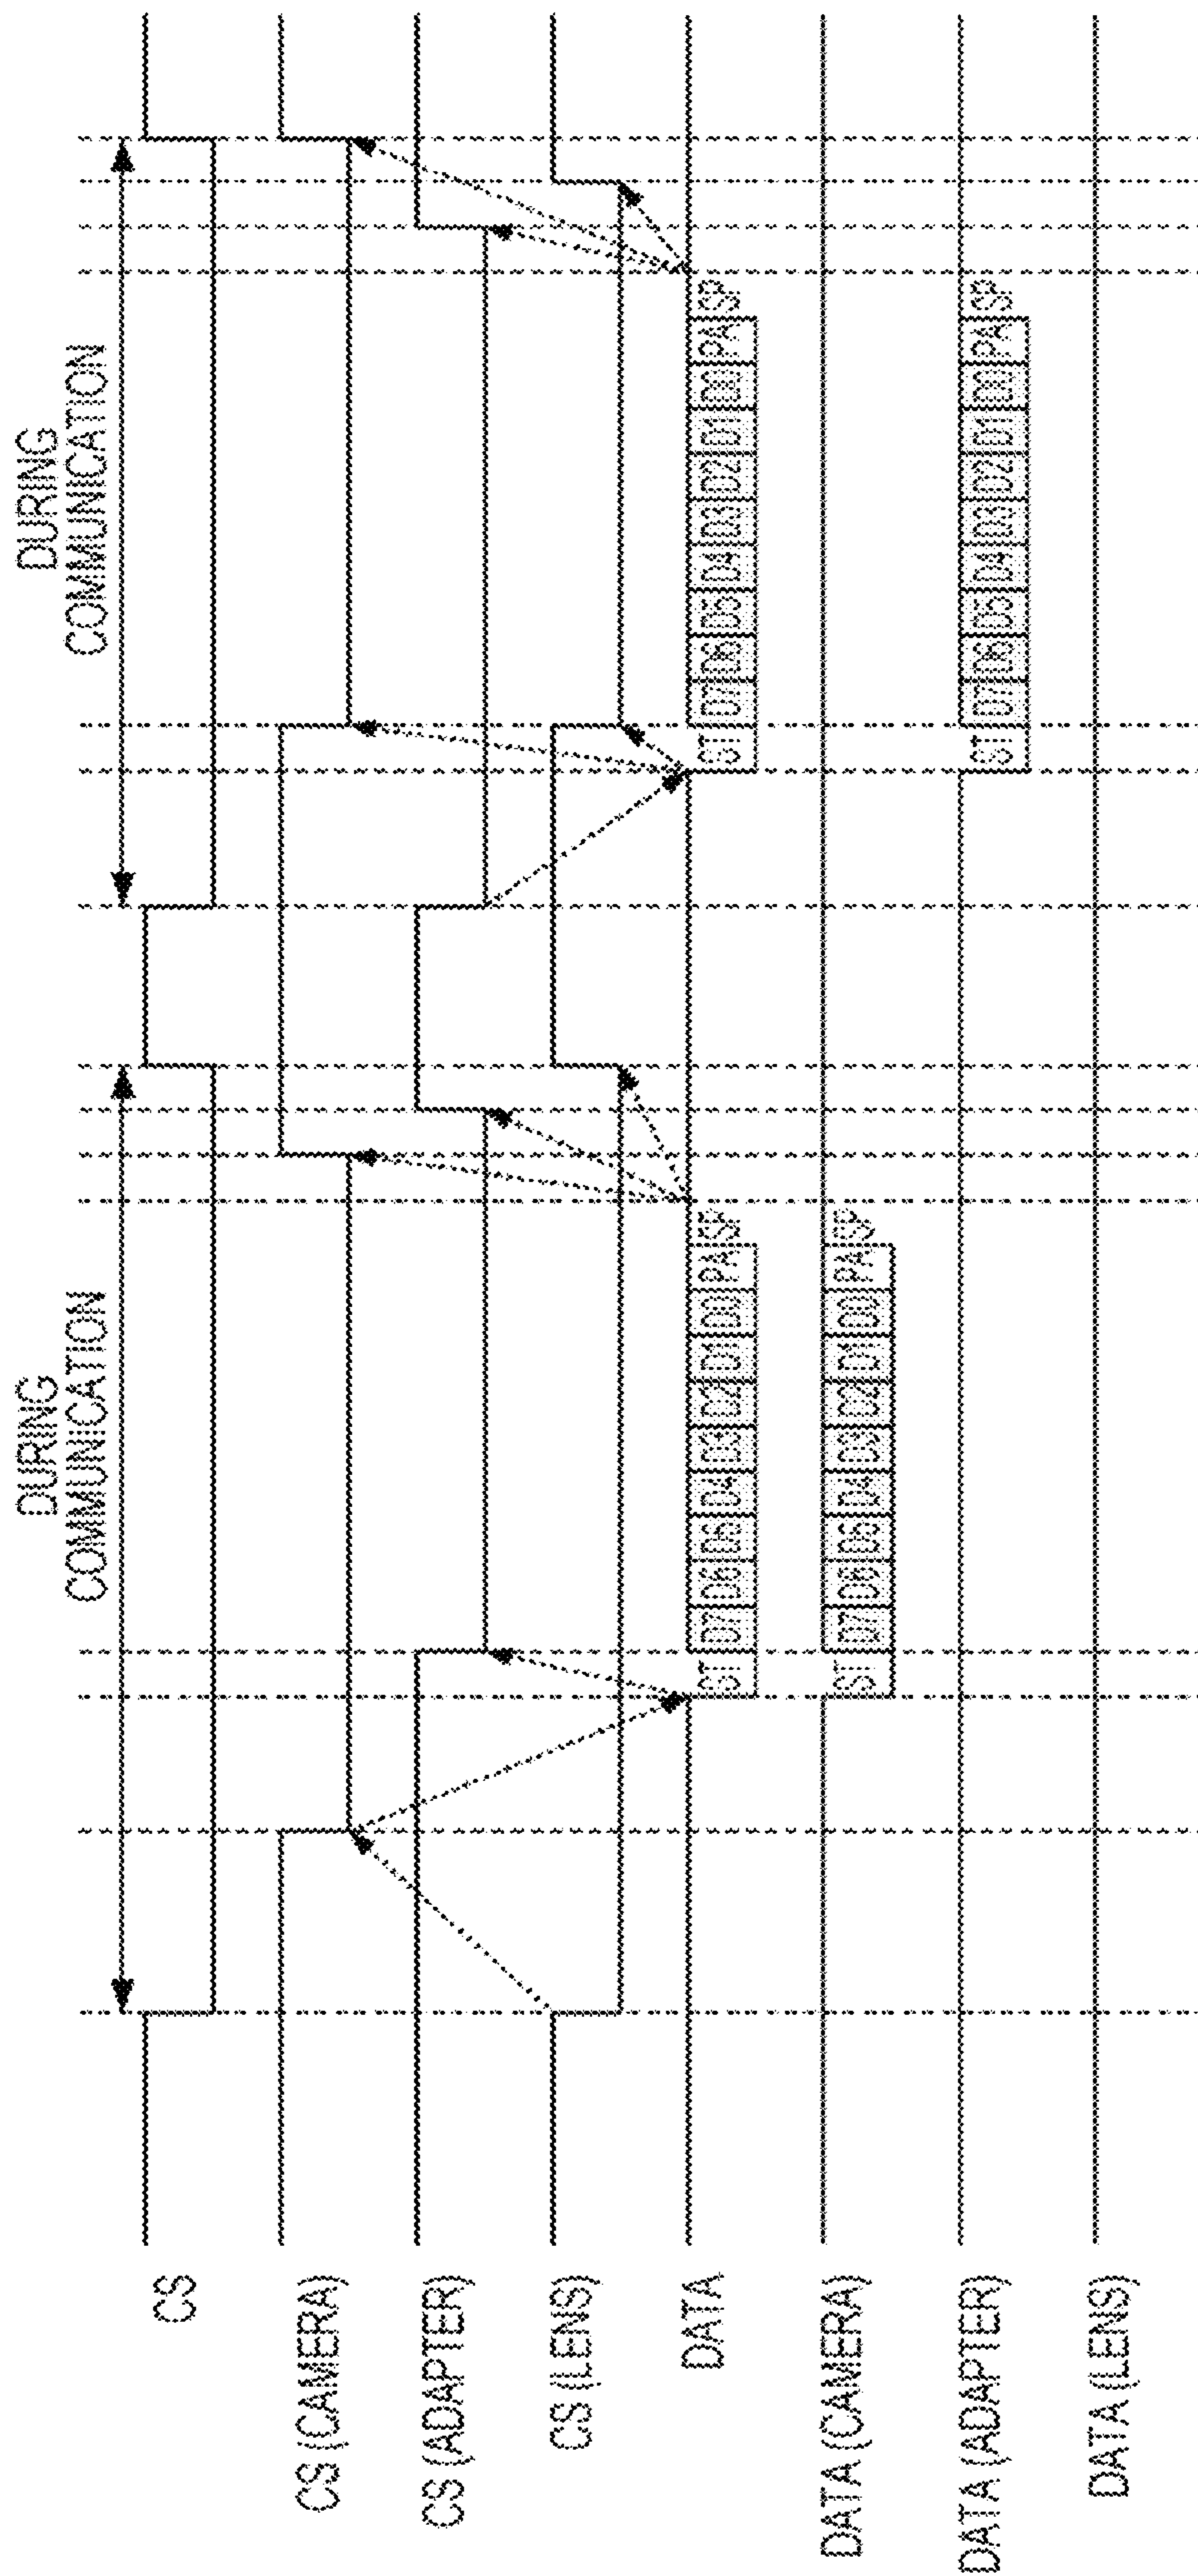 DURING
COMMUNICATION
DURING
COMMUNICATION
CS
CS (CAMERA)
CS (ADAPTER)
CS (LENS)
DATA
ST D7 D6 D5 D4 D3 D2 D1 D0 PA SP
ST D7 D6 D5 D4 D3 D2 D1 D0 PA SP
DATA (CAMERA)
ST D7 D6 D5 D4 D3 D2 D1 D0 PA SP
DATA (ADAPTER)
ST D7 D6 D5 D4 D3 D2 D1 D0 PA SP
DATA (LENS)